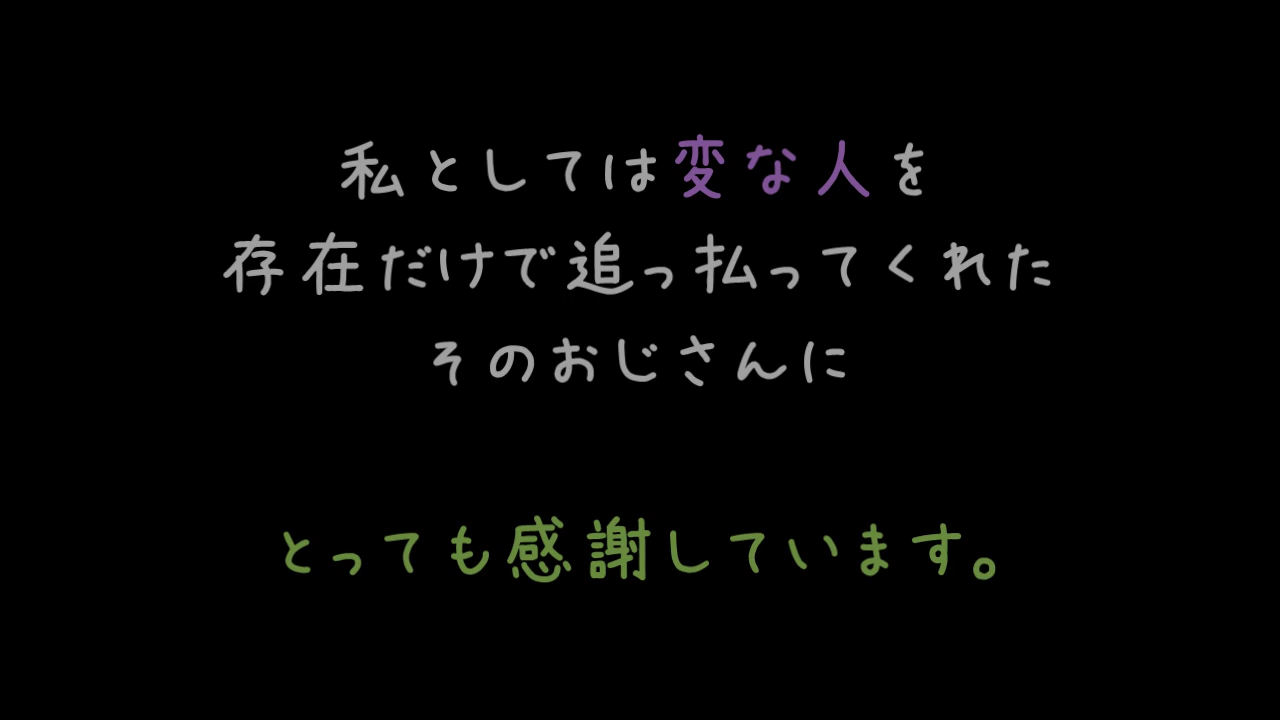 私としては変な人を
存在だけで追っ払ってくれた
そのおじさんに
とっても感謝しています。